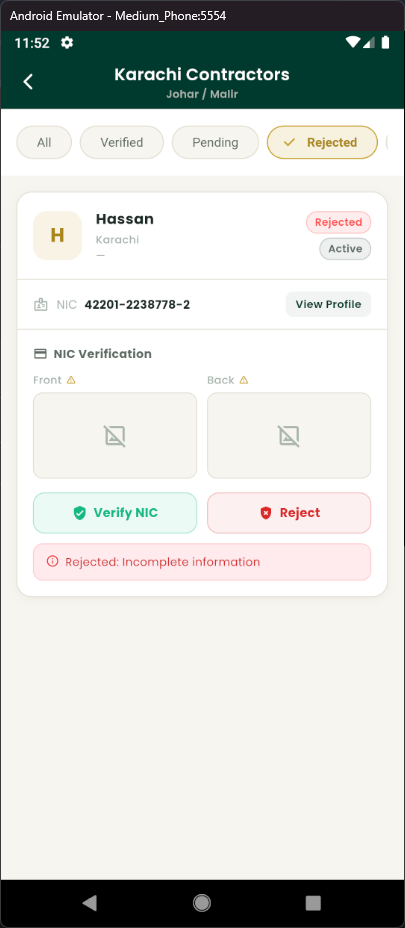 Android Emulator - Medium_Phone:5554
11:52
Karachi Contractors
Johar / Malir
All
Verified
Pending
Rejected
H
Hassan
Karachi
—
Rejected
Active
NIC 42201-2238778-2
View Profile
NIC Verification
Front
Back
Verify NIC
Reject
Rejected: Incomplete information